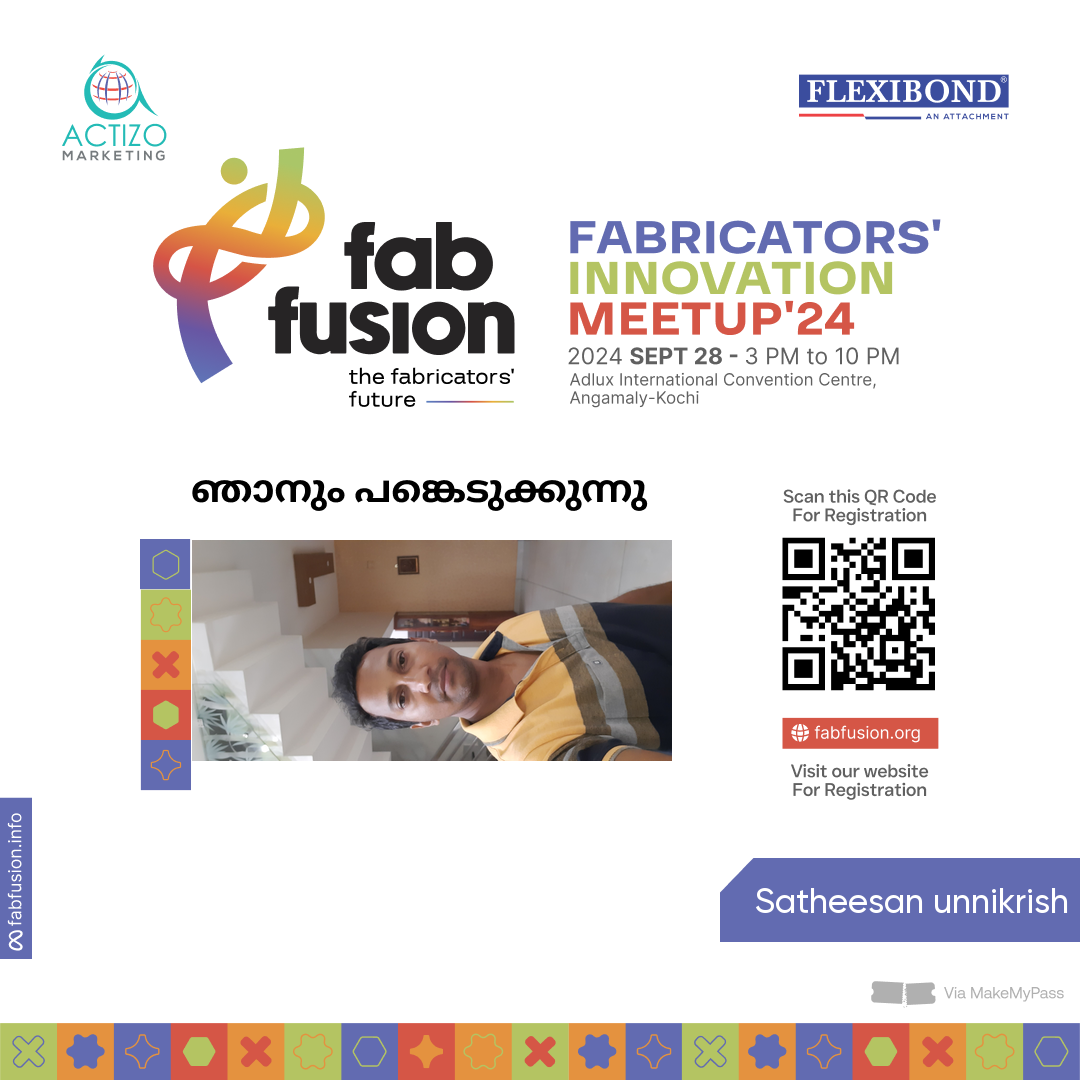 ACTIZO
MARKETING
FLEXIBOND®
AN ATTACHMENT
fab
fusion
the fabricators'
future
FABRICATORS'
INNOVATION
MEETUP'24
2024 SEPT 28 - 3 PM to 10 PM
Adlux International Convention Centre,
Angamaly-Kochi
ഞാനും പങ്കെടുക്കുന്നു
Scan this QR Code
For Registration
fabfusion.org
Visit our website
For Registration
fabfusion.info
Satheesan unnikrish
Via MakeMyPass